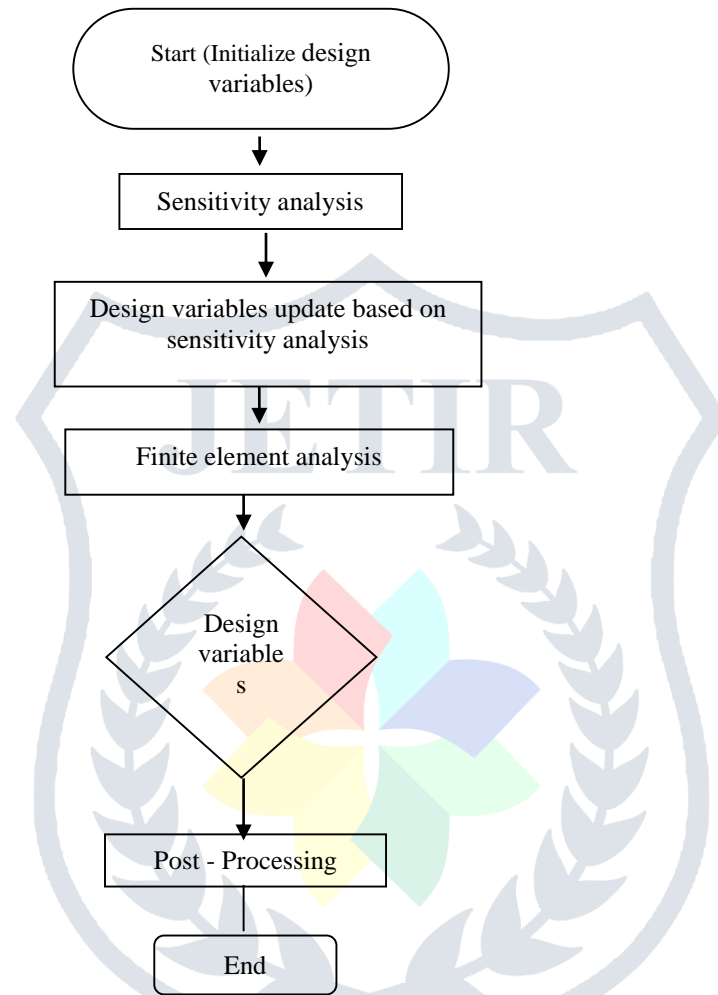 Start (Initialize design
variables)
Sensitivity analysis
Design variables update based on
sensitivity analysis
JETIR
Finite element analysis
Design
variable
s
Post - Processing
End